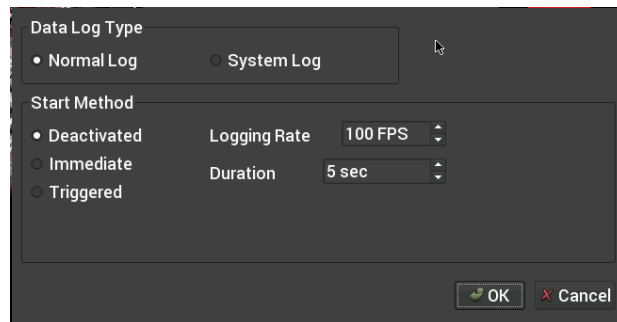 Data Log Type
Normal Log System Log
Start Method
Deactivated Logging Rate 100 FPS
Immediate
Duration 5 sec
Triggered
OK Cancel